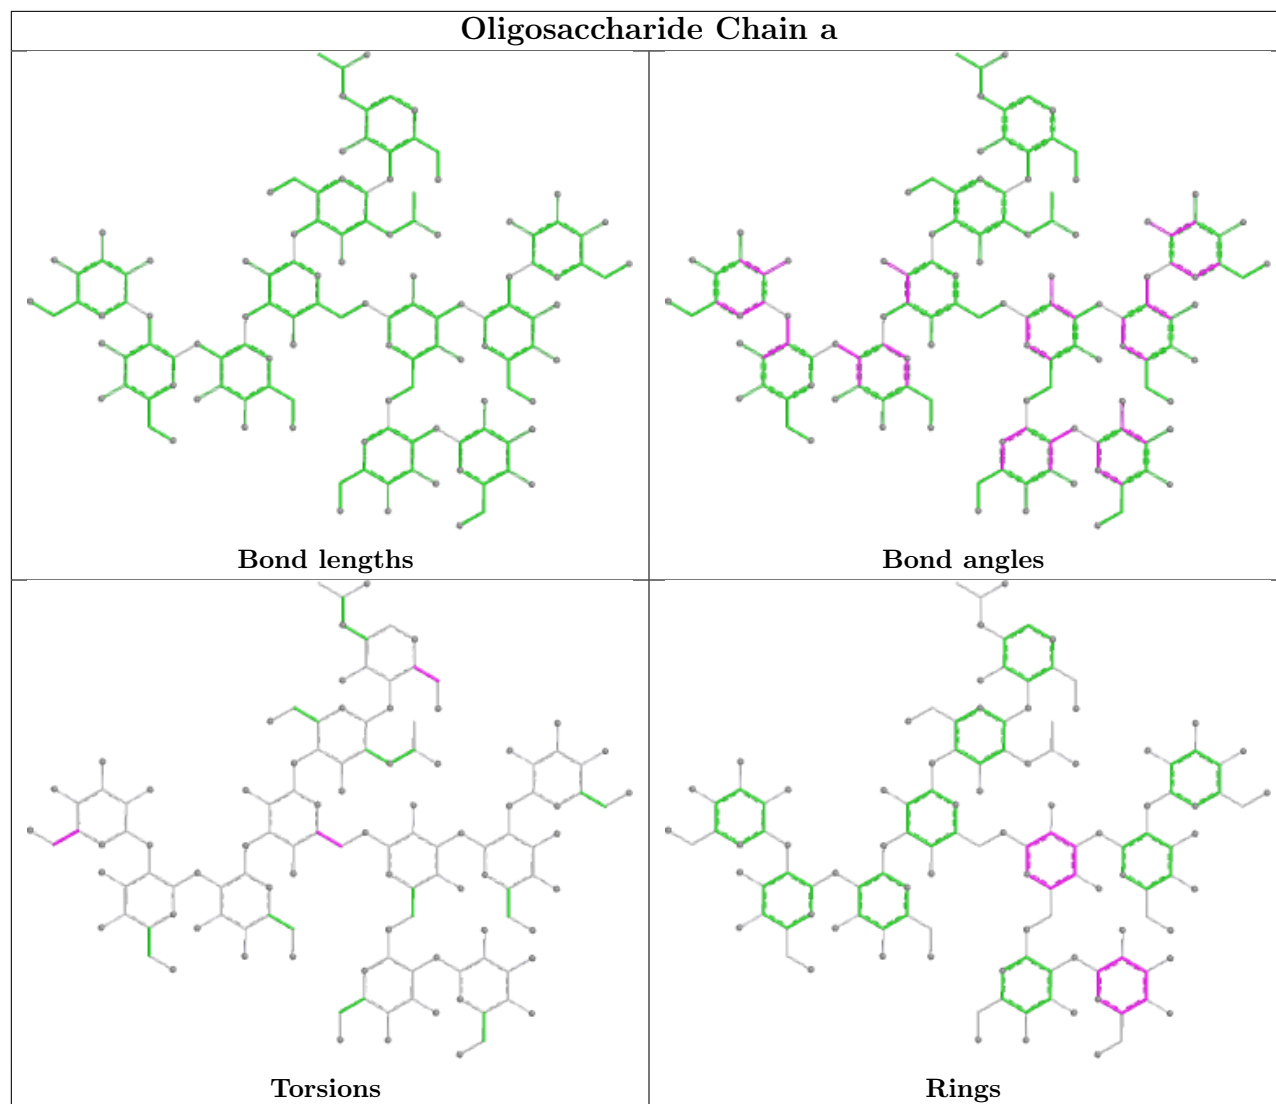 Oligosaccharide Chain a
Bond lengths
Bond angles
Torsions
Rings